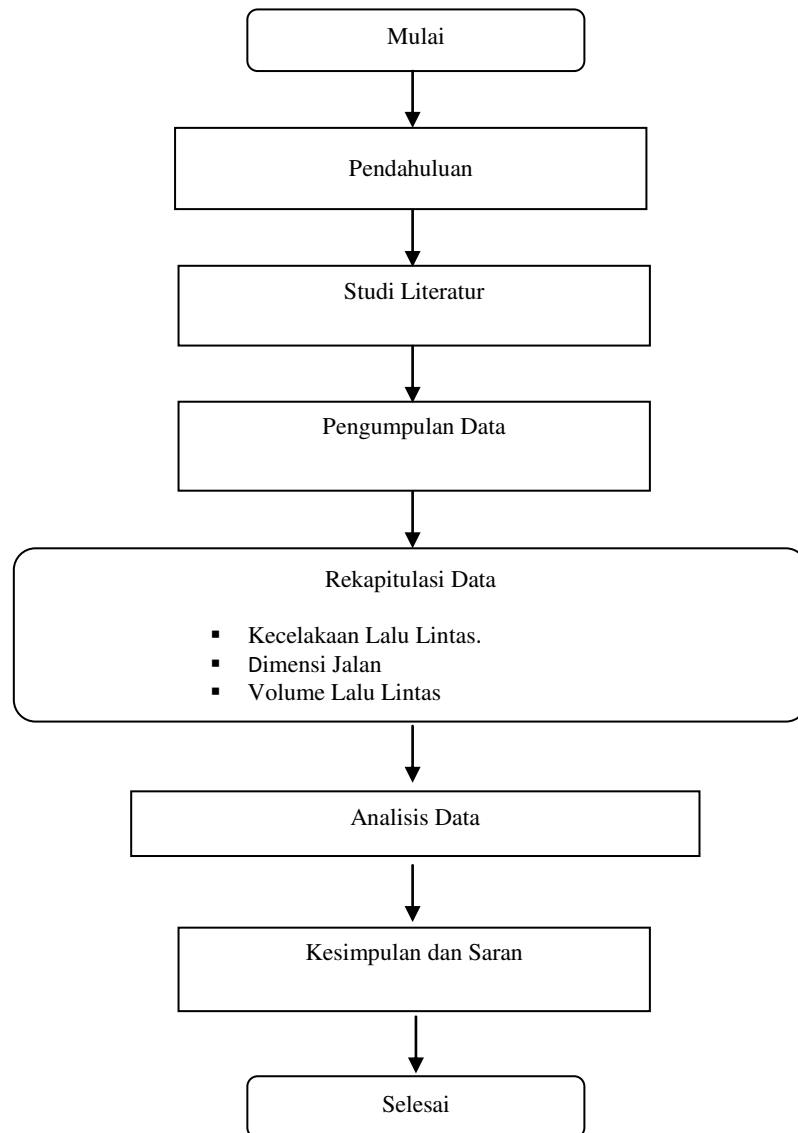 Mulai
Pendahuluan
Studi Literatur
Pengumpulan Data
Rekapitulasi Data
▪ Kecelakaan Lalu Lintas.
▪ Dimensi Jalan
▪ Volume Lalu Lintas
Analisis Data
Kesimpulan dan Saran
Selesai